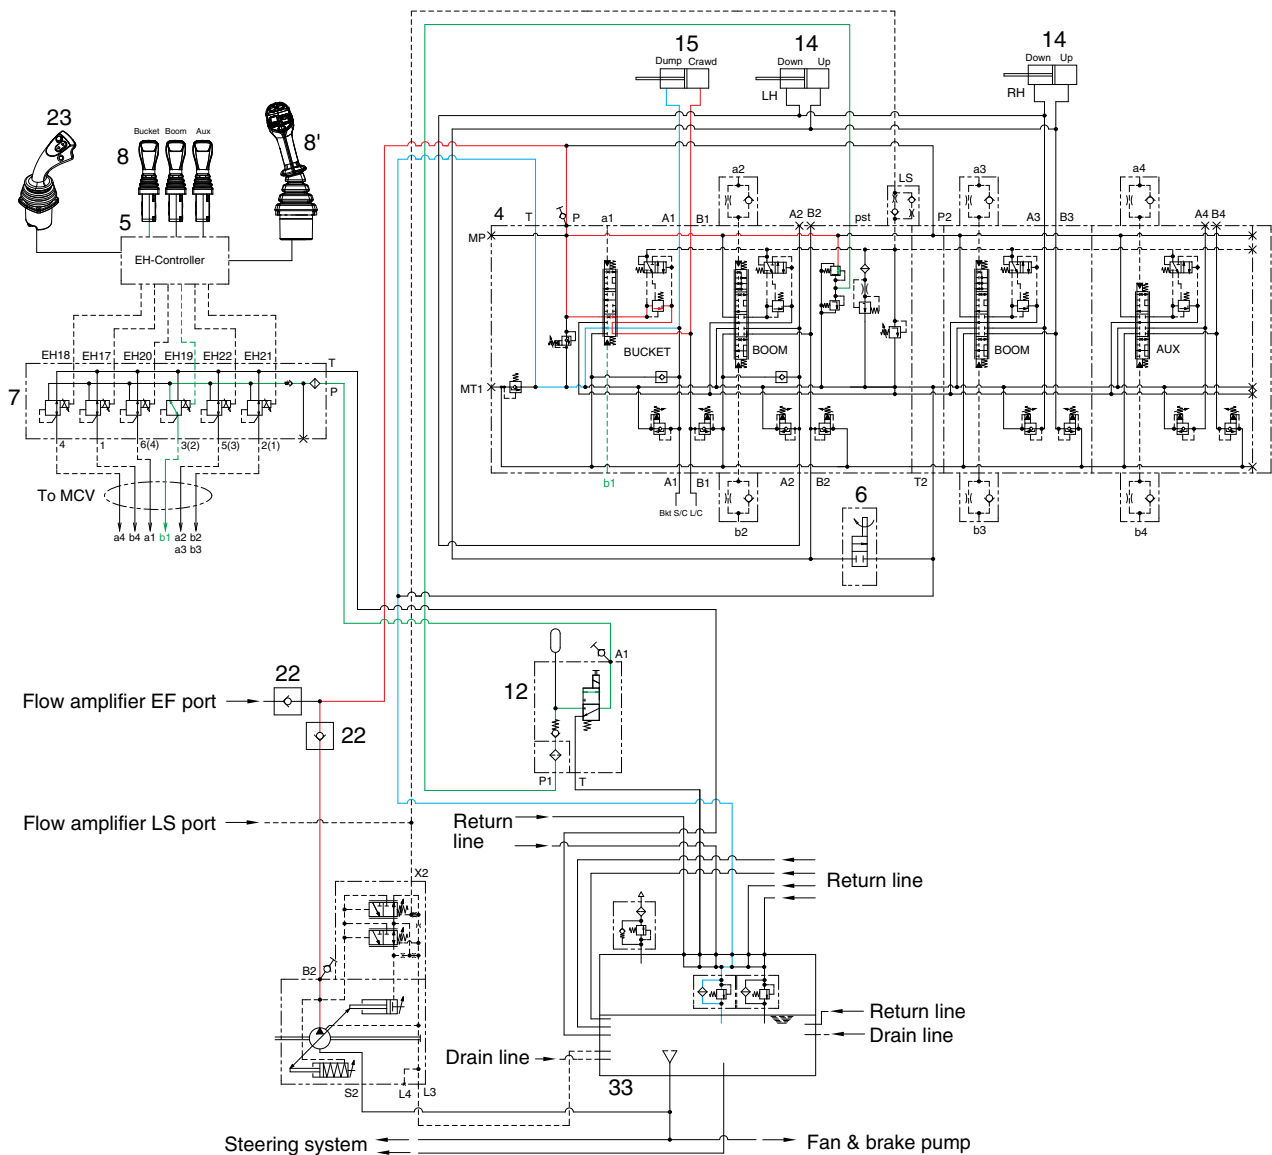 15
14
14
Dump Crawd
Down Up
Down Up
LH
RH
23
Bucket Boom Aux
8
8'
5
EH-Controller
a2
LS
a3
a4
4
T
P
a1
A1
B1
A2
B2
pst
P2
A3
B3
A4
B4
MP
BUCKET
BOOM
BOOM
AUX
MT1
EH18
EH17
EH20
EH19
EH22
EH21
T
P
7
4
1
6(4)
3(2)
5(3)
2(1)
To MCV
a4 b4 a1 b1 a2 b2
a3 b3
b1
A1
B1
A2
B2
T2
Bkt S/C L/C
b2
b3
b4
6
A1
12
P1
T
22
Flow amplifier EF port
22
Flow amplifier LS port
Return
line
Return line
X2
B2
S2
L4
L3
Return line
Drain line
Drain line
33
Steering system
Fan & brake pump